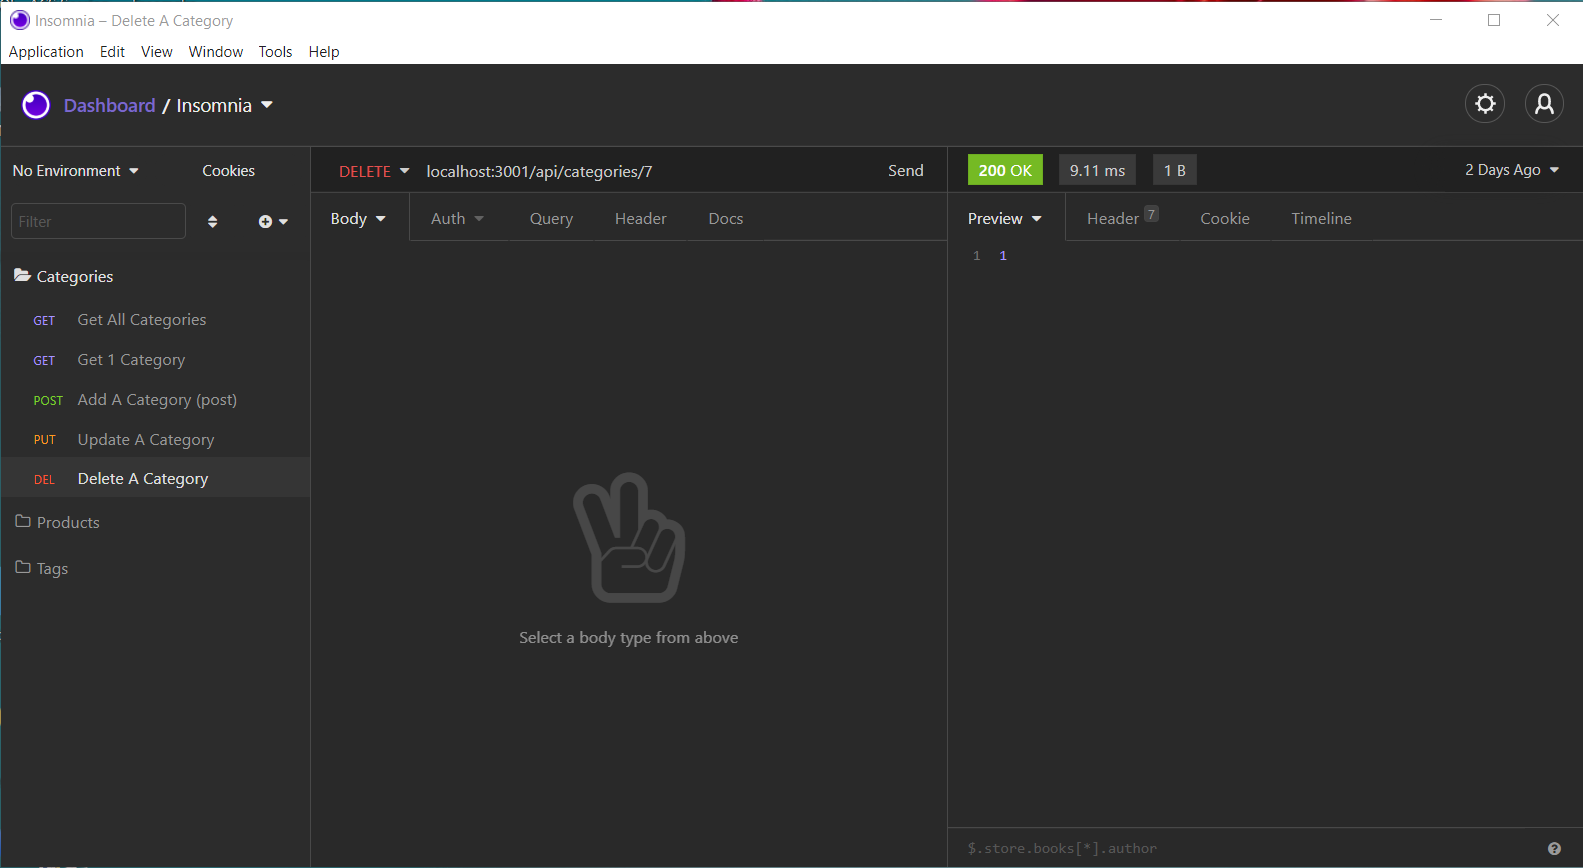 Insomnia – Delete A Category
Application Edit View Window Tools Help
Dashboard / Insomnia
No Environment Cookies
DELETE localhost:3001/api/categories/7 Send
200 OK 9.11 ms 1 B 2 Days Ago
Filter
Body Auth Query Header Docs
Preview Header 7 Cookie Timeline
1 1
Categories
GET Get All Categories
GET Get 1 Category
POST Add A Category (post)
PUT Update A Category
DEL Delete A Category
Products
Tags
Select a body type from above
$.store.books[*].author